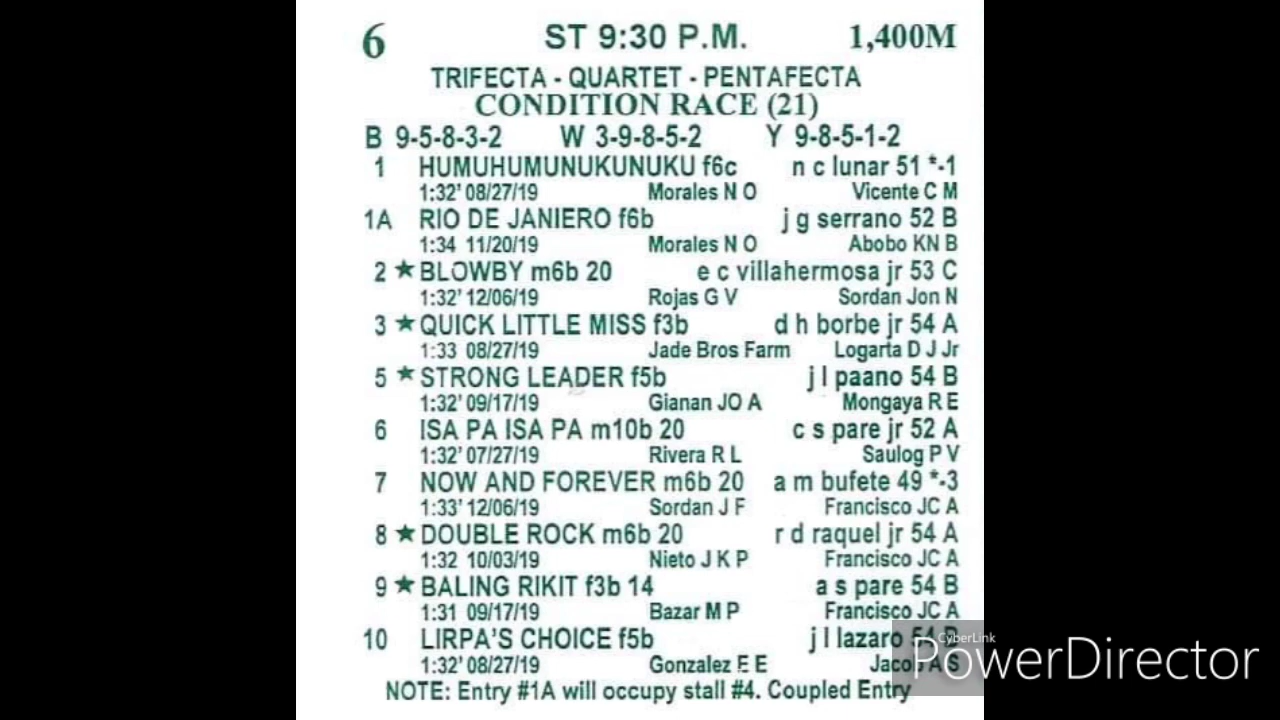 6 ST 9:30 P.M. 1,400M
TRIFECTA - QUARTET - PENTAFECTA
CONDITION RACE (21)
B 9-5-8-3-2 W 3-9-8-5-2 Y 9-8-5-1-2
1 HUMUHUMUNUKUNUKU f6c n c lunar 51 *-1
1:32' 08/27/19 Morales N O Vicente C M
1A RIO DE JANIERO f6b j g serrano 52 B
1:34 11/20/19 Morales N O Abobo KN B
2 ★ BLOWBY m6b 20 e c villahermosa jr 53 C
1:32' 12/06/19 Rojas G V Sordan Jon N
3 ★ QUICK LITTLE MISS f3b d h borbe jr 54 A
1:33 08/27/19 Jade Bros Farm Logarta D J Jr
5 ★ STRONG LEADER f5b j l paano 54 B
1:32' 09/17/19 Gianan JO A Mongaya R E
6 ISA PA ISA PA m10b 20 c s pare jr 52 A
1:32' 07/27/19 Rivera R L Saulog P V
7 NOW AND FOREVER m6b 20 a m bufete 49 *-3
1:33' 12/06/19 Sordan J F Francisco JC A
8 ★ DOUBLE ROCK m6b 20 r d raquel jr 54 A
1:32 10/03/19 Nieto J K P Francisco JC A
9 ★ BALING RIKIT f3b 14 a s pare 54 B
1:31 09/17/19 Bazar M P Francisco JC A
10 LIRPA'S CHOICE f5b j l lazaro
CyberLink
PowerDirector
1:32' 08/27/19 Gonzalez E E
NOTE: Entry #1A will occupy stall #4. Coupled Entry